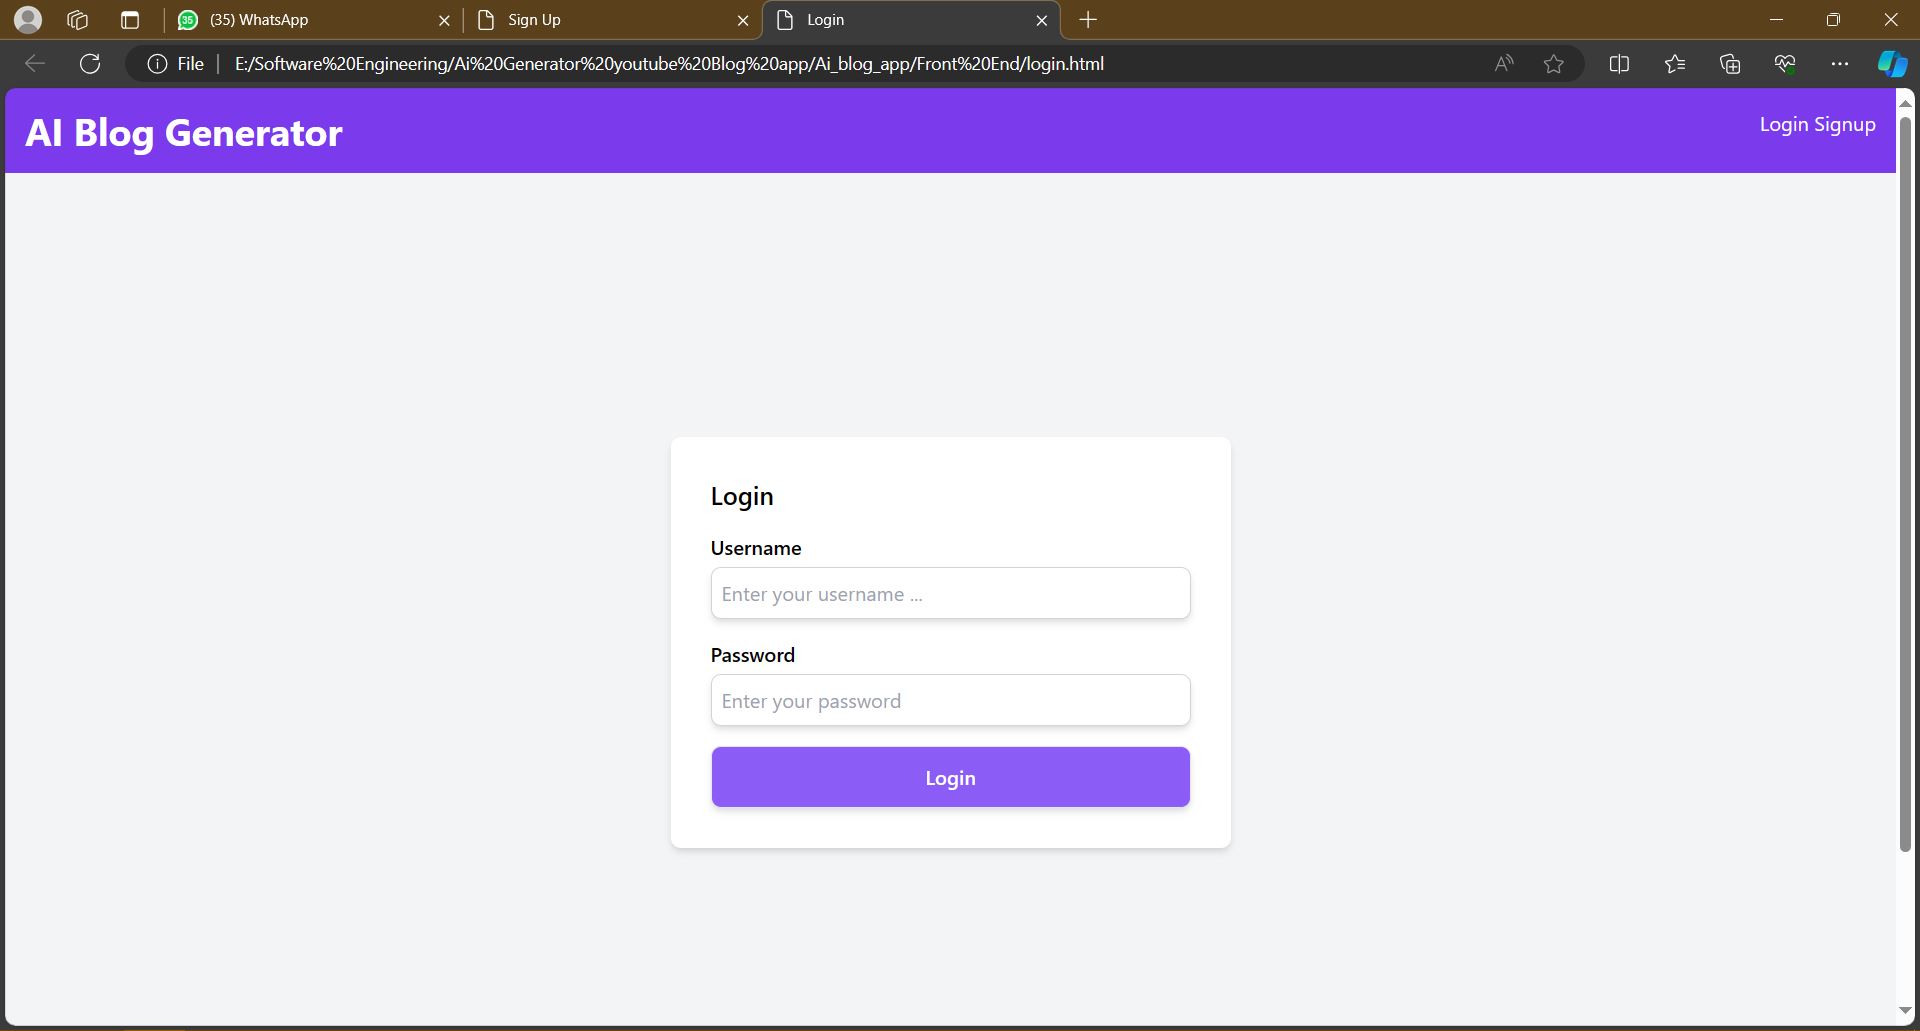 35 (35) WhatsApp
Sign Up
Login
File E:/Software%20Engineering/Ai%20Generator%20youtube%20Blog%20app/Ai_blog_app/Front%20End/login.html
AI Blog Generator
Login Signup
Login
Username
Enter your username ...
Password
Enter your password
Login